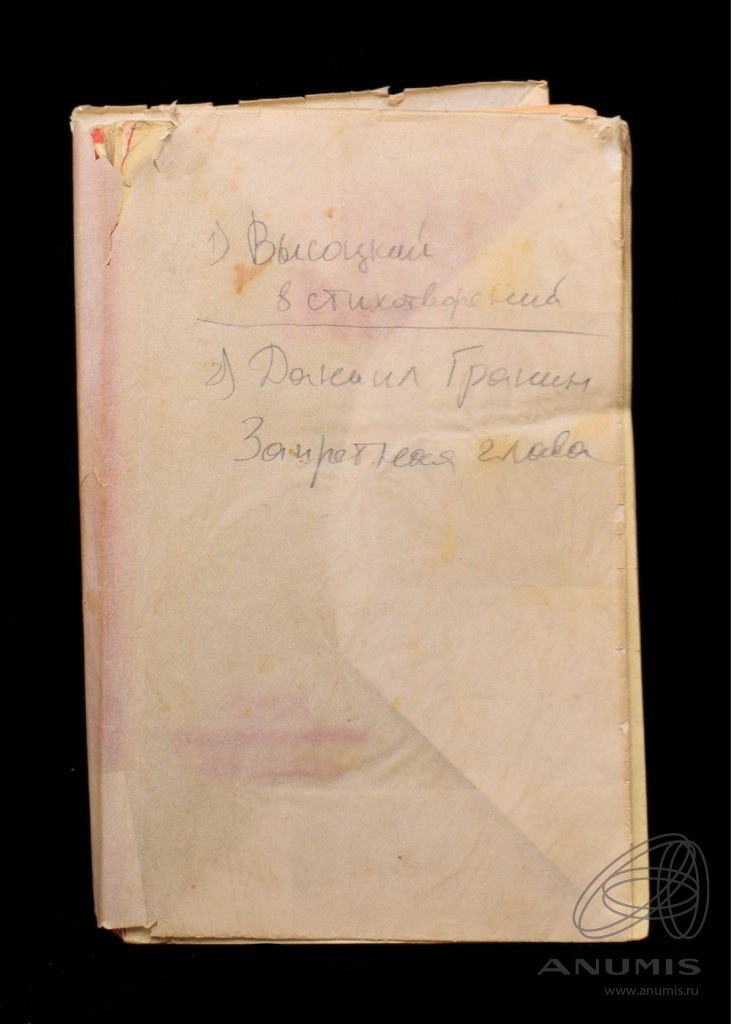 1) Высоцкий
8 стихотворений
2) Даниил Гранин
Запретная глава
ANUMIS
www.anumis.ru